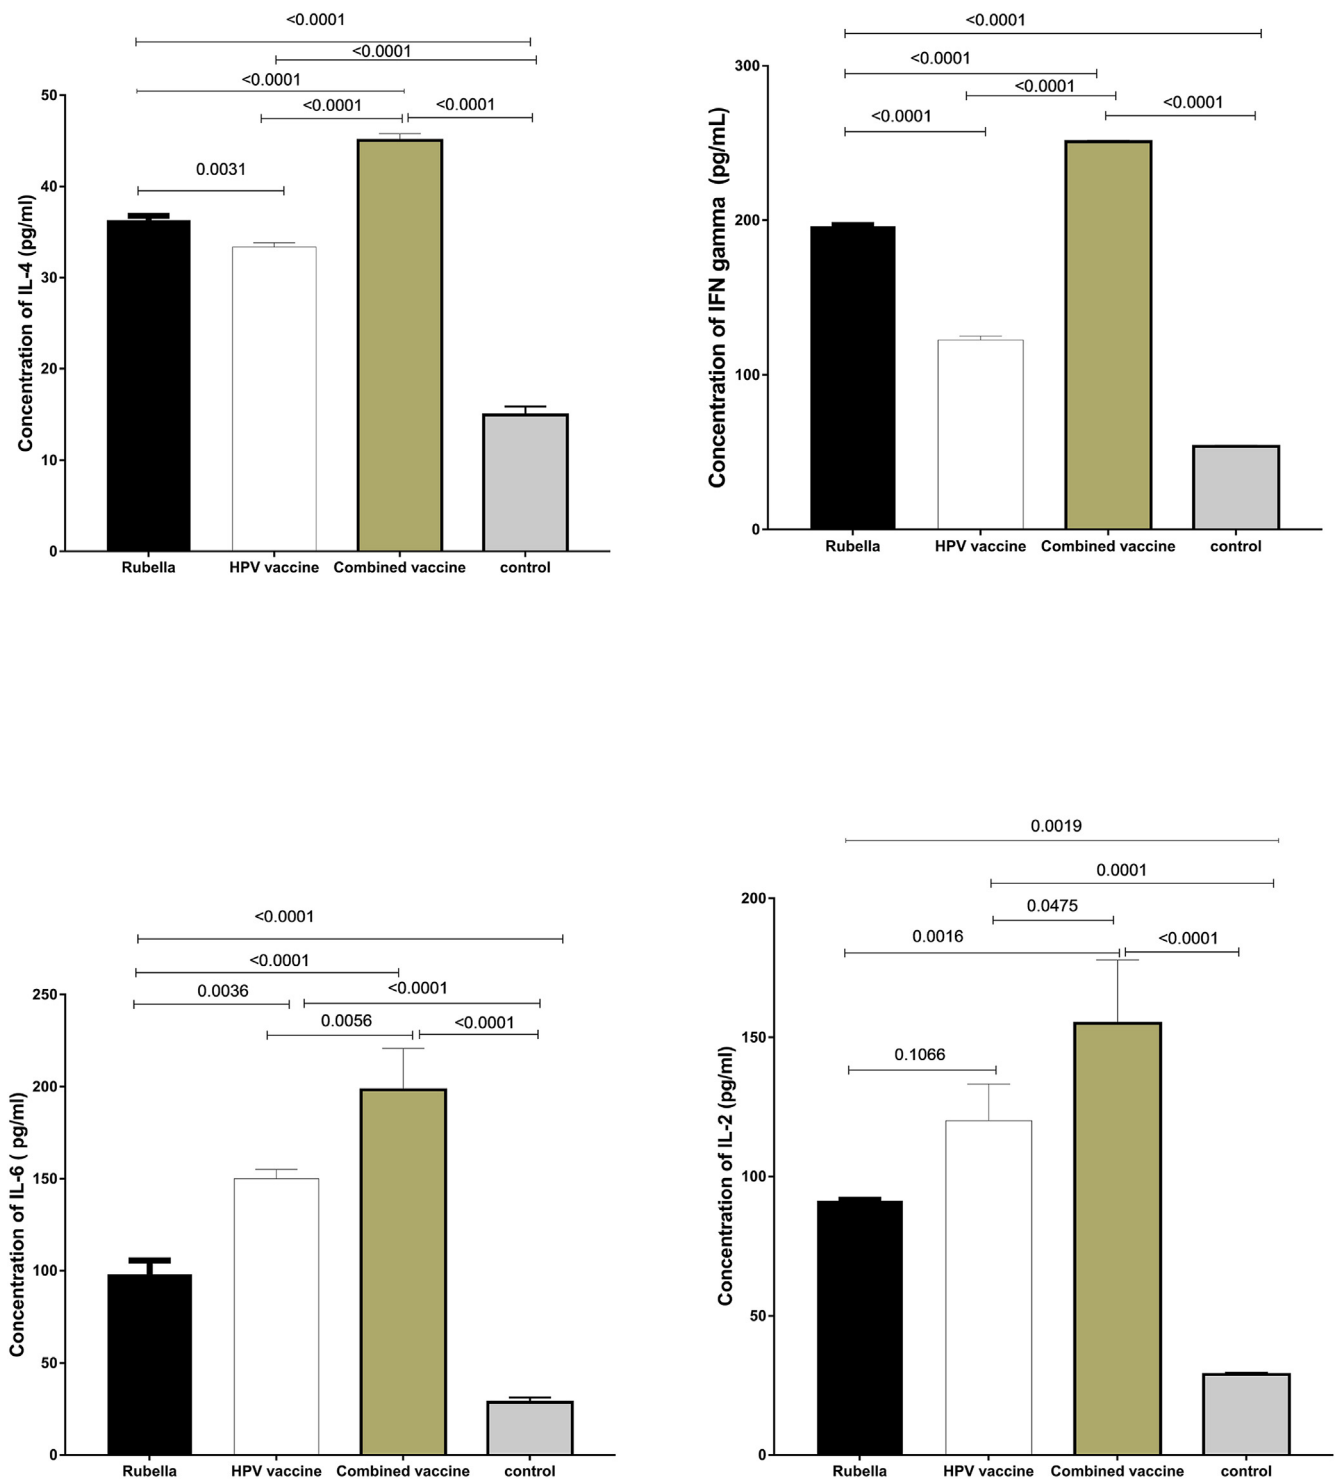 <0.0001
<0.0001
<0.0001
<0.0001
<0.0001
0.0031
50
40
30
20
10
0
Concentration of IL-4 (pg/ml)
Rubella
HPV vaccine
Combined vaccine
control
<0.0001
<0.0001
<0.0001
<0.0001
<0.0001
300
200
100
0
Concentration of IFN gamma (pg/mL)
Rubella
HPV vaccine
Combined vaccine
control
<0.0001
<0.0001
0.0036
<0.0001
0.0056
<0.0001
250
200
150
100
50
0
Concentration of IL-6 ( pg/ml)
Rubella
HPV vaccine
Combined vaccine
control
0.0019
0.0001
0.0475
0.0016
<0.0001
0.1066
200
150
100
50
0
Concentration of IL-2 (pg/ml)
Rubella
HPV vaccine
Combined vaccine
control